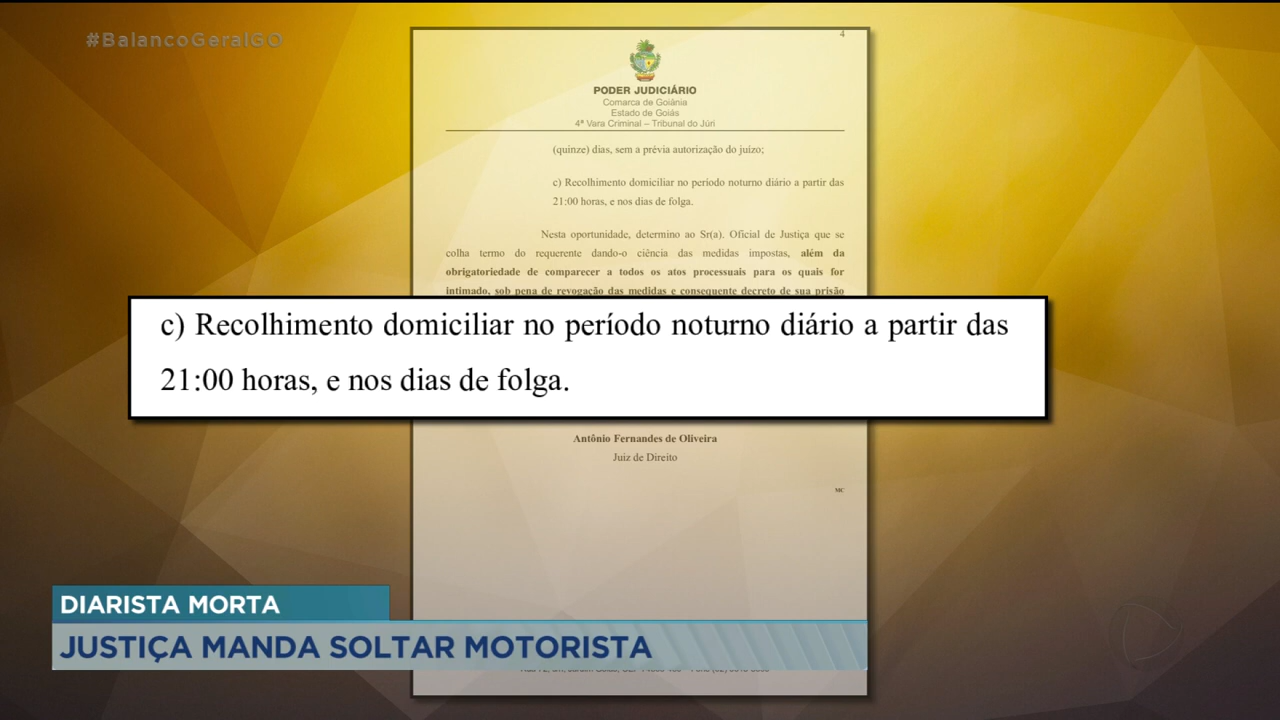 #BalancoGeralGO
4
PODER JUDICIÁRIO
Comarca de Goiânia
Estado de Goiás
4ª Vara Criminal – Tribunal do Júri
(quinze) dias, sem a prévia autorização do juízo;
c) Recolhimento domiciliar no período noturno diário a partir das
21:00 horas, e nos dias de folga.
Nesta oportunidade, determino ao Sr(a). Oficial de Justiça que se
colha termo do requerente dando-o ciência das medidas impostas, além da
obrigatoriedade de comparecer a todos os atos processuais para os quais for
intimado, sob pena de revogação das medidas e consequente decreto de sua prisão
c) Recolhimento domiciliar no período noturno diário a partir das
21:00 horas, e nos dias de folga.
Antônio Fernandes de Oliveira
Juiz de Direito
MC
DIARISTA MORTA
JUSTIÇA MANDA SOLTAR MOTORISTA